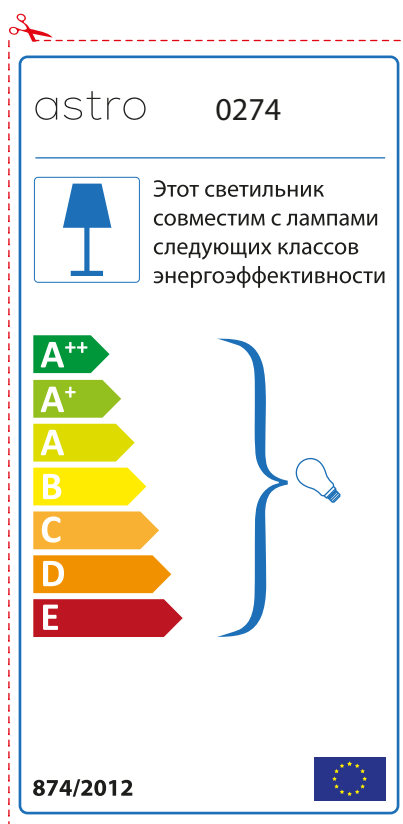 astro 0274
Этот светильник
совместим с лампами
следующих классов
энергоэффективности
A++
A+
A
B
C
D
E
874/2012